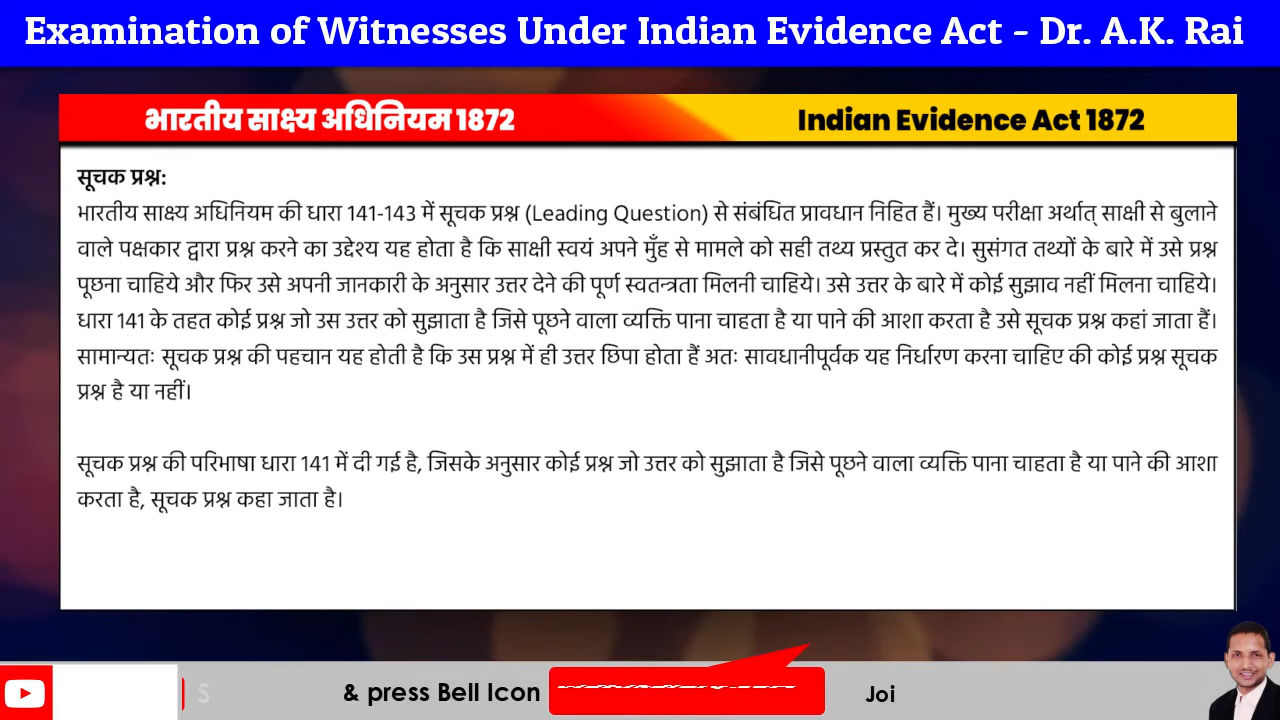 Examination of Witnesses Under Indian Evidence Act - Dr. A.K. Rai
भारतीय साक्ष्य अधिनियम 1872
Indian Evidence Act 1872
सूचक प्रश्न:
भारतीय साक्ष्य अधिनियम की धारा 141-143 में सूचक प्रश्न (Leading Question) से संबंधित प्रावधान निहित हैं। मुख्य परीक्षा अर्थात् साक्षी से बुलाने
वाले पक्षकार द्वारा प्रश्न करने का उद्देश्य यह होता है कि साक्षी स्वयं अपने मुँह से मामले को सही तथ्य प्रस्तुत कर दे। सुसंगत तथ्यों के बारे में उसे प्रश्न
पूछना चाहिये और फिर उसे अपनी जानकारी के अनुसार उत्तर देने की पूर्ण स्वतन्त्रता मिलनी चाहिये। उसे उत्तर के बारे में कोई सुझाव नहीं मिलना चाहिये।
धारा 141 के तहत कोई प्रश्न जो उस उत्तर को सुझाता है जिसे पूछने वाला व्यक्ति पाना चाहता है या पाने की आशा करता है उसे सूचक प्रश्न कहां जाता हैं।
सामान्यतः सूचक प्रश्न की पहचान यह होती है कि उस प्रश्न में ही उत्तर छिपा होता हैं अतः सावधानीपूर्वक यह निर्धारण करना चाहिए की कोई प्रश्न सूचक
प्रश्न है या नहीं।
सूचक प्रश्न की परिभाषा धारा 141 में दी गई है, जिसके अनुसार कोई प्रश्न जो उत्तर को सुझाता है जिसे पूछने वाला व्यक्ति पाना चाहता है या पाने की आशा
करता है, सूचक प्रश्न कहा जाता है।
S & press Bell Icon Joi